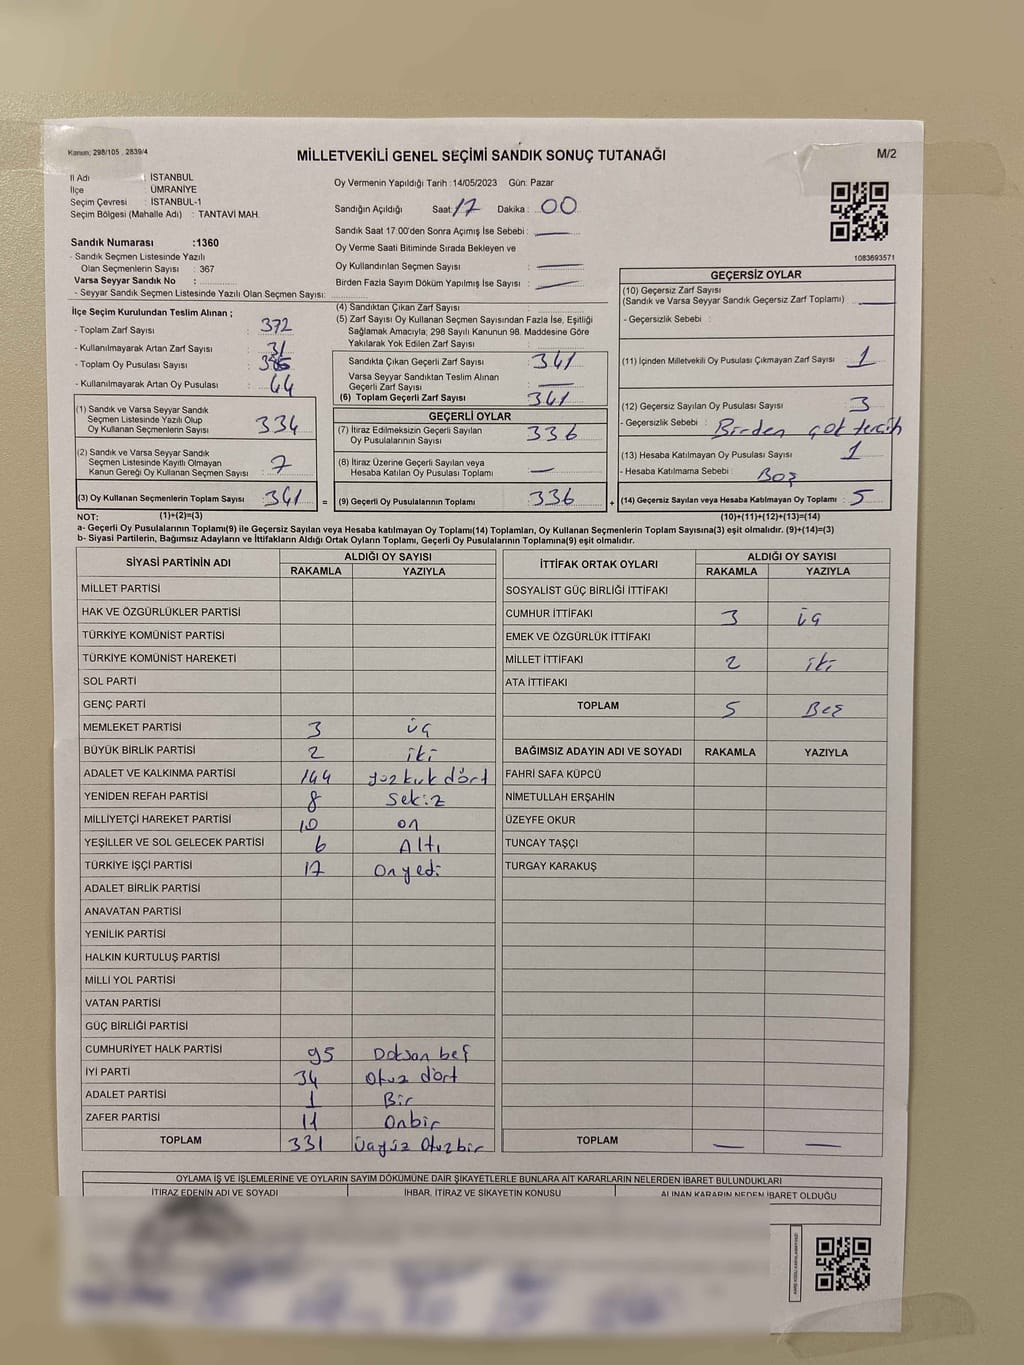 Kanun; 298/105 , 2839/4
MİLLETVEKİLİ GENEL SEÇİMİ SANDIK SONUÇ TUTANAĞI
M/2
İl Adı : İSTANBUL
İlçe : ÜMRANİYE
Seçim Çevresi : İSTANBUL-1
Seçim Bölgesi (Mahalle Adı) : TANTAVİ MAH.
Sandık Numarası :1360
- Sandık Seçmen Listesinde Yazılı
Olan Seçmenlerin Sayısı : 367
Varsa Seyyar Sandık No :
- Seyyar Sandık Seçmen Listesinde Yazılı Olan Seçmen Sayısı:
Oy Vermenin Yapıldığı Tarih :14/05/2023 Gün: Pazar
Sandığın Açıldığı Saat: 17 Dakika : 00
Sandık Saat 17:00'den Sonra Açımış İse Sebebi :
Oy Verme Saati Bitiminde Sırada Bekleyen ve
Oy Kullandırılan Seçmen Sayısı :
Birden Fazla Sayım Döküm Yapılmış İse Sayısı :
1083693571
İlçe Seçim Kurulundan Teslim Alınan ;
- Toplam Zarf Sayısı : 372
- Kullanılmayarak Artan Zarf Sayısı : 31
- Toplam Oy Pusulası Sayısı :
- Kullanılmayarak Artan Oy Pusulası : 44
(1) Sandık ve Varsa Seyyar Sandık
Seçmen Listesinde Yazılı Olup
Oy Kullanan Seçmenlerin Sayısı : 334
(2) Sandık ve Varsa Seyyar Sandık
Seçmen Listesinde Kayıtlı Olmayan
Kanun Gereği Oy Kullanan Seçmen Sayısı : 7
(3) Oy Kullanan Seçmenlerin Toplam Sayısı : 341 =
(4) Sandıktan Çıkan Zarf Sayısı :
(5) Zarf Sayısı Oy Kullanan Seçmen Sayısından Fazla İse, Eşitliği
Sağlamak Amacıyla; 298 Sayılı Kanunun 98. Maddesine Göre
Yakılarak Yok Edilen Zarf Sayısı :
Sandıkta Çıkan Geçerli Zarf Sayısı : 341
Varsa Seyyar Sandıktan Teslim Alınan
Geçerli Zarf Sayısı :
(6) Toplam Geçerli Zarf Sayısı : 341
GEÇERLİ OYLAR
(7) İtiraz Edilmeksizin Geçerli Sayılan
Oy Pusulalarının Sayısı : 336
(8) İtiraz Üzerine Geçerli Sayılan veya
Hesaba Katılan Oy Pusulası Sayısı :
(9) Geçerli Oy Pusulalarının Toplamı : 336 +
GEÇERSİZ OYLAR
(10) Geçersiz Zarf Sayısı
(Sandık ve Varsa Seyyar Sandık Geçersiz Zarf Toplamı) :
- Geçersizlik Sebebi :
(11) İçinden Milletvekili Oy Pusulası Çıkmayan Zarf Sayısı : 1
(12) Geçersiz Sayılan Oy Pusulası Sayısı : 3
- Geçersizlik Sebebi : Birden çok tercih
(13) Hesaba Katılmayan Oy Pusulası Sayısı : 1
- Hesaba Katılmama Sebebi : Boş
(14) Geçersiz Sayılan veya Hesaba Katılmayan Oy Toplamı : 5
NOT: (1)+(2)=(3) (10)+(11)+(12)+(13)=(14)
a- Geçerli Oy Pusulalarının Toplamı(9) ile Geçersiz Sayılan veya Hesaba katılmayan Oy Toplamı(14) Toplamları, Oy Kullanan Seçmenlerin Toplam Sayısına(3) eşit olmalıdır. (9)+(14)=(3)
b- Siyasi Partilerin, Bağımsız Adayların ve İttifakların Aldığı Ortak Oyların Toplamı, Geçerli Oy Pusulalarının Toplamına(9) eşit olmalıdır.
SİYASİ PARTİNİN ADI ALDIĞI OY SAYISI
RAKAMLA YAZIYLA
MİLLET PARTİSİ
HAK VE ÖZGÜRLÜKLER PARTİSİ
TÜRKİYE KOMÜNİST PARTİSİ
TÜRKİYE KOMÜNİST HAREKETİ
SOL PARTİ
GENÇ PARTİ
MEMLEKET PARTİSİ 3 üç
BÜYÜK BİRLİK PARTİSİ 2 iki
ADALET VE KALKINMA PARTİSİ 144 yüz kırk dört
YENİDEN REFAH PARTİSİ 8 Sekiz
MİLLİYETÇİ HAREKET PARTİSİ 10 on
YEŞİLLER VE SOL GELECEK PARTİSİ 6 Altı
TÜRKİYE İŞÇİ PARTİSİ 17 Onyedi
ADALET BİRLİK PARTİSİ
ANAVATAN PARTİSİ
YENİLİK PARTİSİ
HALKIN KURTULUŞ PARTİSİ
MİLLİ YOL PARTİSİ
VATAN PARTİSİ
GÜÇ BİRLİĞİ PARTİSİ
CUMHURİYET HALK PARTİSİ 95 Doksan beş
İYİ PARTİ 34 Otuz dört
ADALET PARTİSİ 1 Bir
ZAFER PARTİSİ 11 Onbir
TOPLAM 331 Üçyüz Otuzbir
İTTİFAK ORTAK OYLARI ALDIĞI OY SAYISI
RAKAMLA YAZIYLA
SOSYALİST GÜÇ BİRLİĞİ İTTİFAKI
CUMHUR İTTİFAKI 3 üç
EMEK VE ÖZGÜRLÜK İTTİFAKI
MİLLET İTTİFAKI 2 iki
ATA İTTİFAKI
TOPLAM 5 Beş
BAĞIMSIZ ADAYIN ADI VE SOYADI RAKAMLA YAZIYLA
FAHRİ SAFA KÜPCÜ
NİMETULLAH ERŞAHİN
ÜZEYFE OKUR
TUNCAY TAŞÇI
TURGAY KARAKUŞ
TOPLAM
OYLAMA İŞ VE İŞLEMLERİNE VE OYLARIN SAYIM DÖKÜMÜNE DAİR ŞİKAYETLERLE BUNLARA AİT KARARLARIN NELERDEN İBARET BULUNDUKLARI
İTİRAZ EDENİN ADI VE SOYADI İHBAR, İTİRAZ VE ŞİKAYETİN KONUSU ALINAN KARARIN NEDEN İBARET OLDUĞU